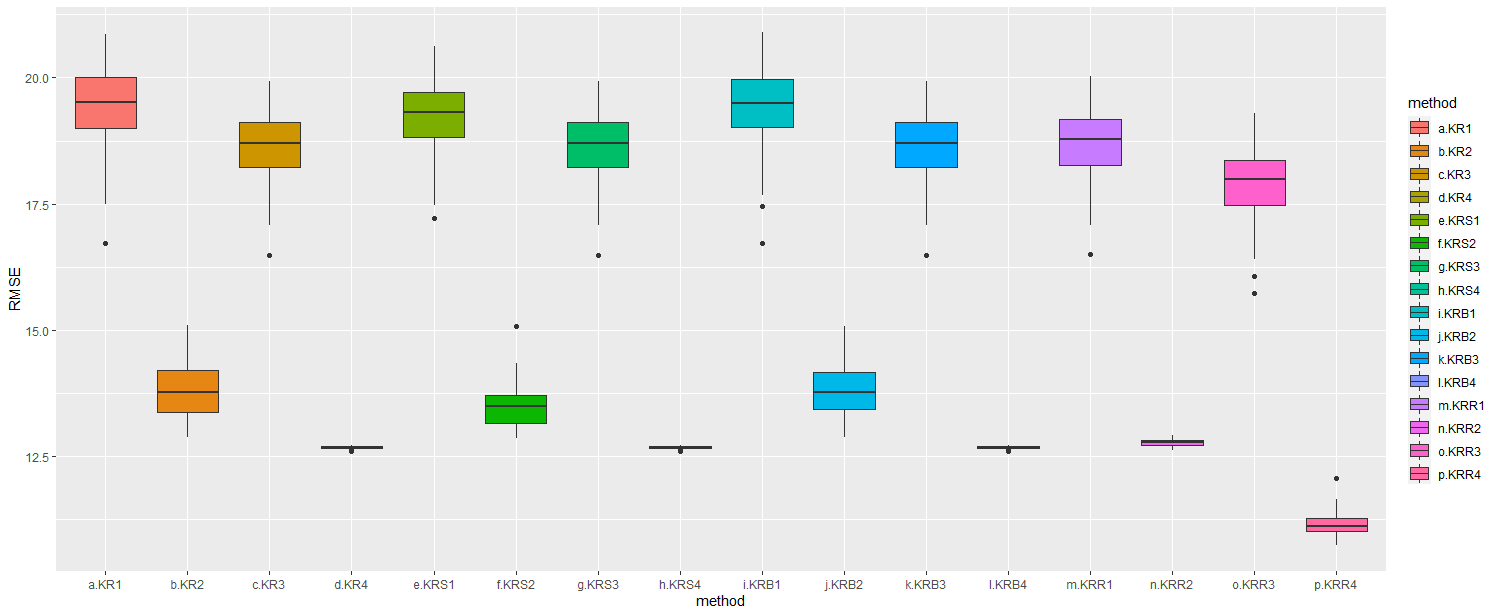 RMSE
20.0
17.5
15.0
12.5
a.KR1 b.KR2 c.KR3 d.KR4 e.KRS1 f.KRS2 g.KRS3 h.KRS4 i.KRB1 j.KRB2 k.KRB3 l.KRB4 m.KRR1 n.KRR2 o.KRR3 p.KRR4
method
method
a.KR1
b.KR2
c.KR3
d.KR4
e.KRS1
f.KRS2
g.KRS3
h.KRS4
i.KRB1
j.KRB2
k.KRB3
l.KRB4
m.KRR1
n.KRR2
o.KRR3
p.KRR4